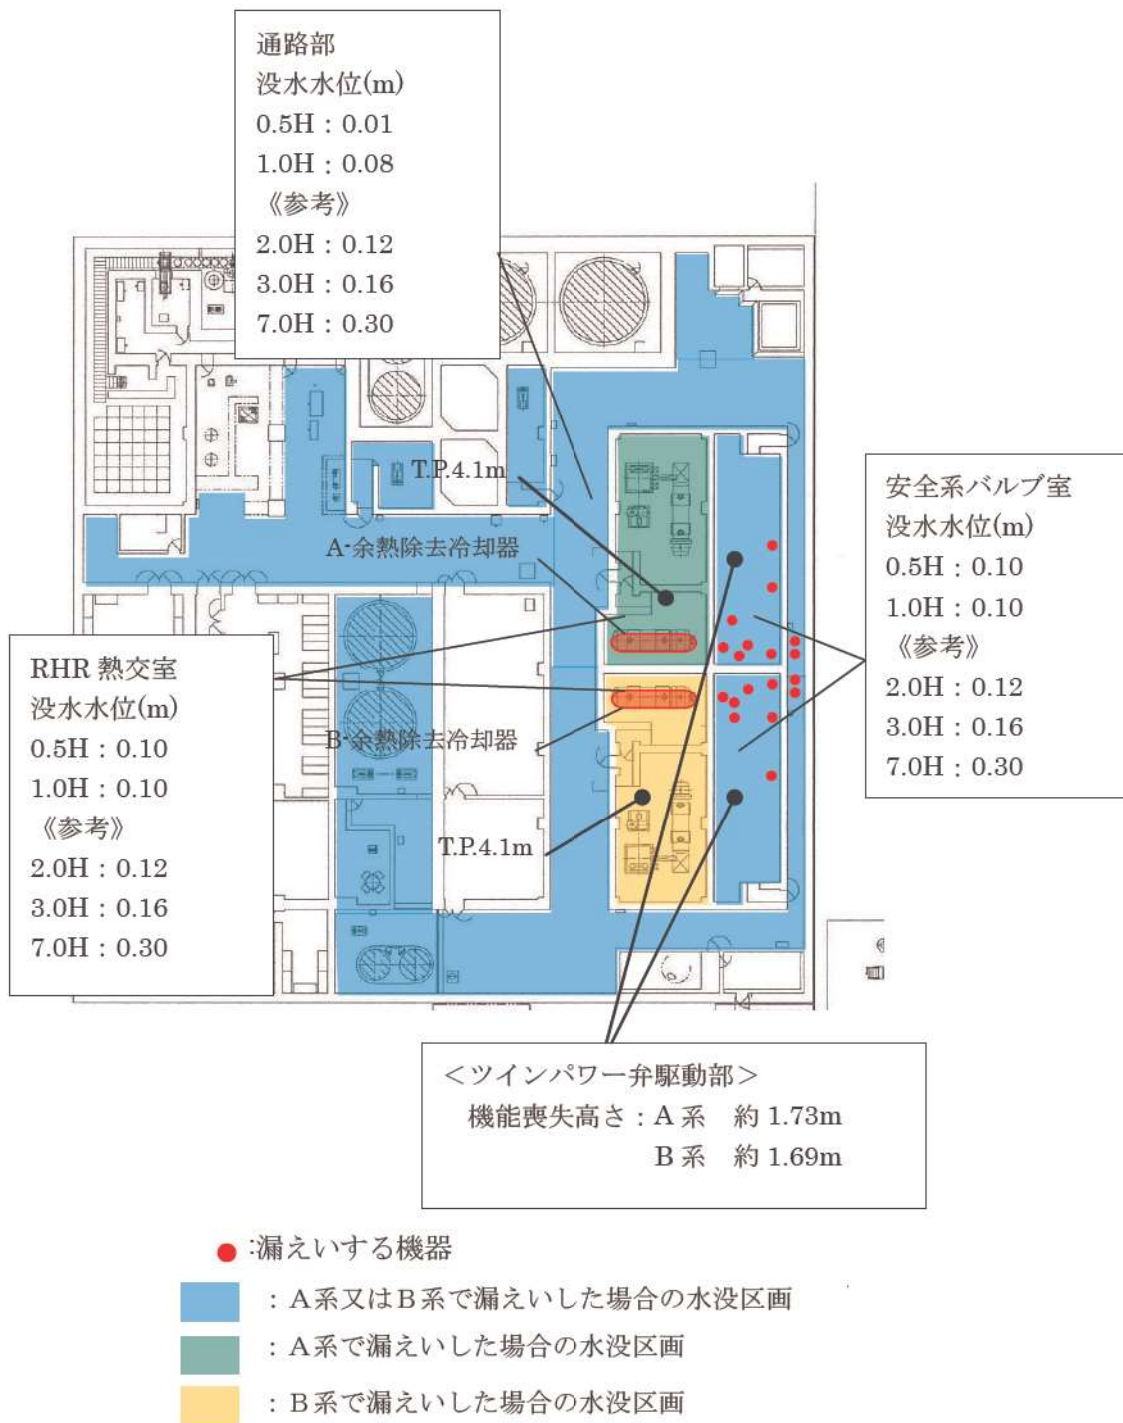 通路部
没水水位(m)
0.5H：0.01
1.0H：0.08
《参考》
2.0H：0.12
3.0H：0.16
7.0H：0.30
T.P.4.1m
A-余熱除去冷却器
安全系バルブ室
没水水位(m)
0.5H：0.10
1.0H：0.10
《参考》
2.0H：0.12
3.0H：0.16
7.0H：0.30
RHR 熱交室
没水水位(m)
0.5H：0.10
1.0H：0.10
《参考》
2.0H：0.12
3.0H：0.16
7.0H：0.30
B-余熱除去冷却器
T.P.4.1m
＜ツインパワー弁駆動部＞
機能喪失高さ：A 系　約 1.73m
B 系　約 1.69m
:漏えいする機器
：A系又はB系で漏えいした場合の水没区画
：A系で漏えいした場合の水没区画
：B系で漏えいした場合の水没区画